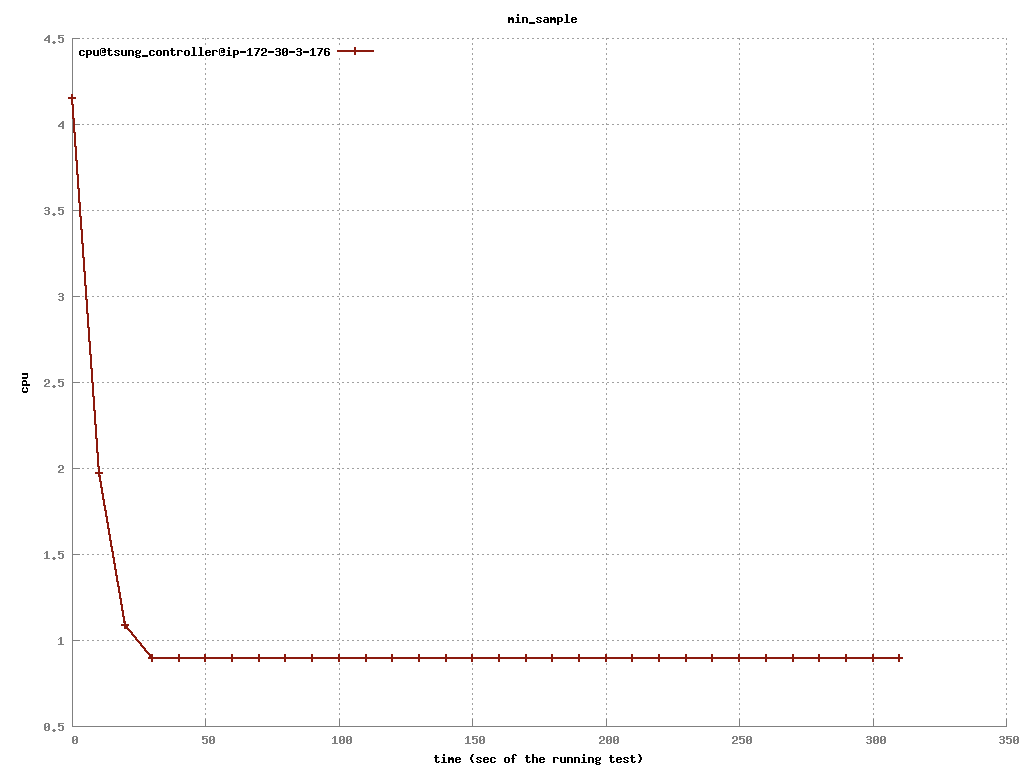 min_sample
cpu@tsung_controller@ip-172-30-3-176
4.5
4
3.5
3
2.5
2
1.5
1
0.5
cpu
0 50 100 150 200 250 300 350
time (sec of the running test)